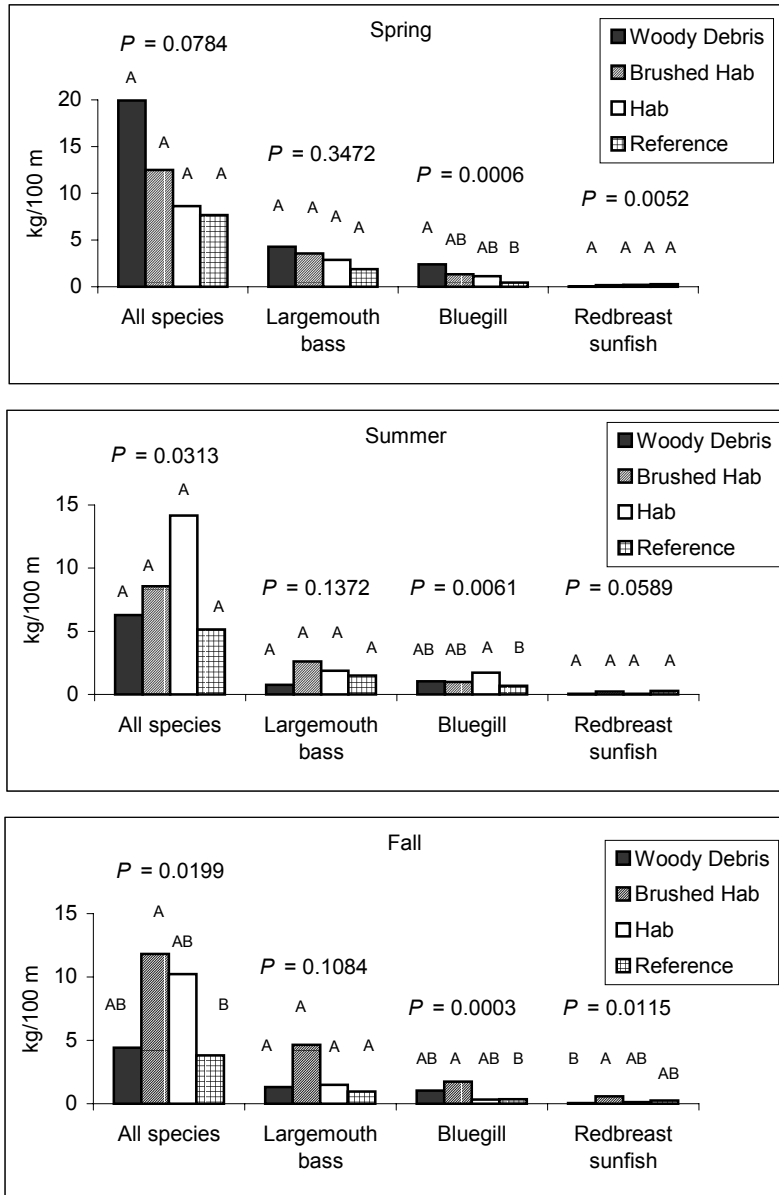 Spring
P = 0.0784
Woody Debris
Brushed Hab
Hab
Reference
A
A
A
A
P = 0.3472
A
A
A
A
P = 0.0006
A
AB
AB
B
P = 0.0052
A
A
A
A
kg/100 m
20
15
10
5
0
All species
Largemouth bass
Bluegill
Redbreast sunfish
Summer
P = 0.0313
Woody Debris
Brushed Hab
Hab
Reference
A
A
A
A
P = 0.1372
A
A
A
A
P = 0.0061
AB
AB
A
B
P = 0.0589
A
A
A
A
kg/100 m
15
10
5
0
All species
Largemouth bass
Bluegill
Redbreast sunfish
Fall
P = 0.0199
Woody Debris
Brushed Hab
Hab
Reference
AB
A
AB
B
P = 0.1084
A
A
A
A
P = 0.0003
AB
A
AB
B
P = 0.0115
B
A
AB
AB
kg/100 m
15
10
5
0
All species
Largemouth bass
Bluegill
Redbreast sunfish